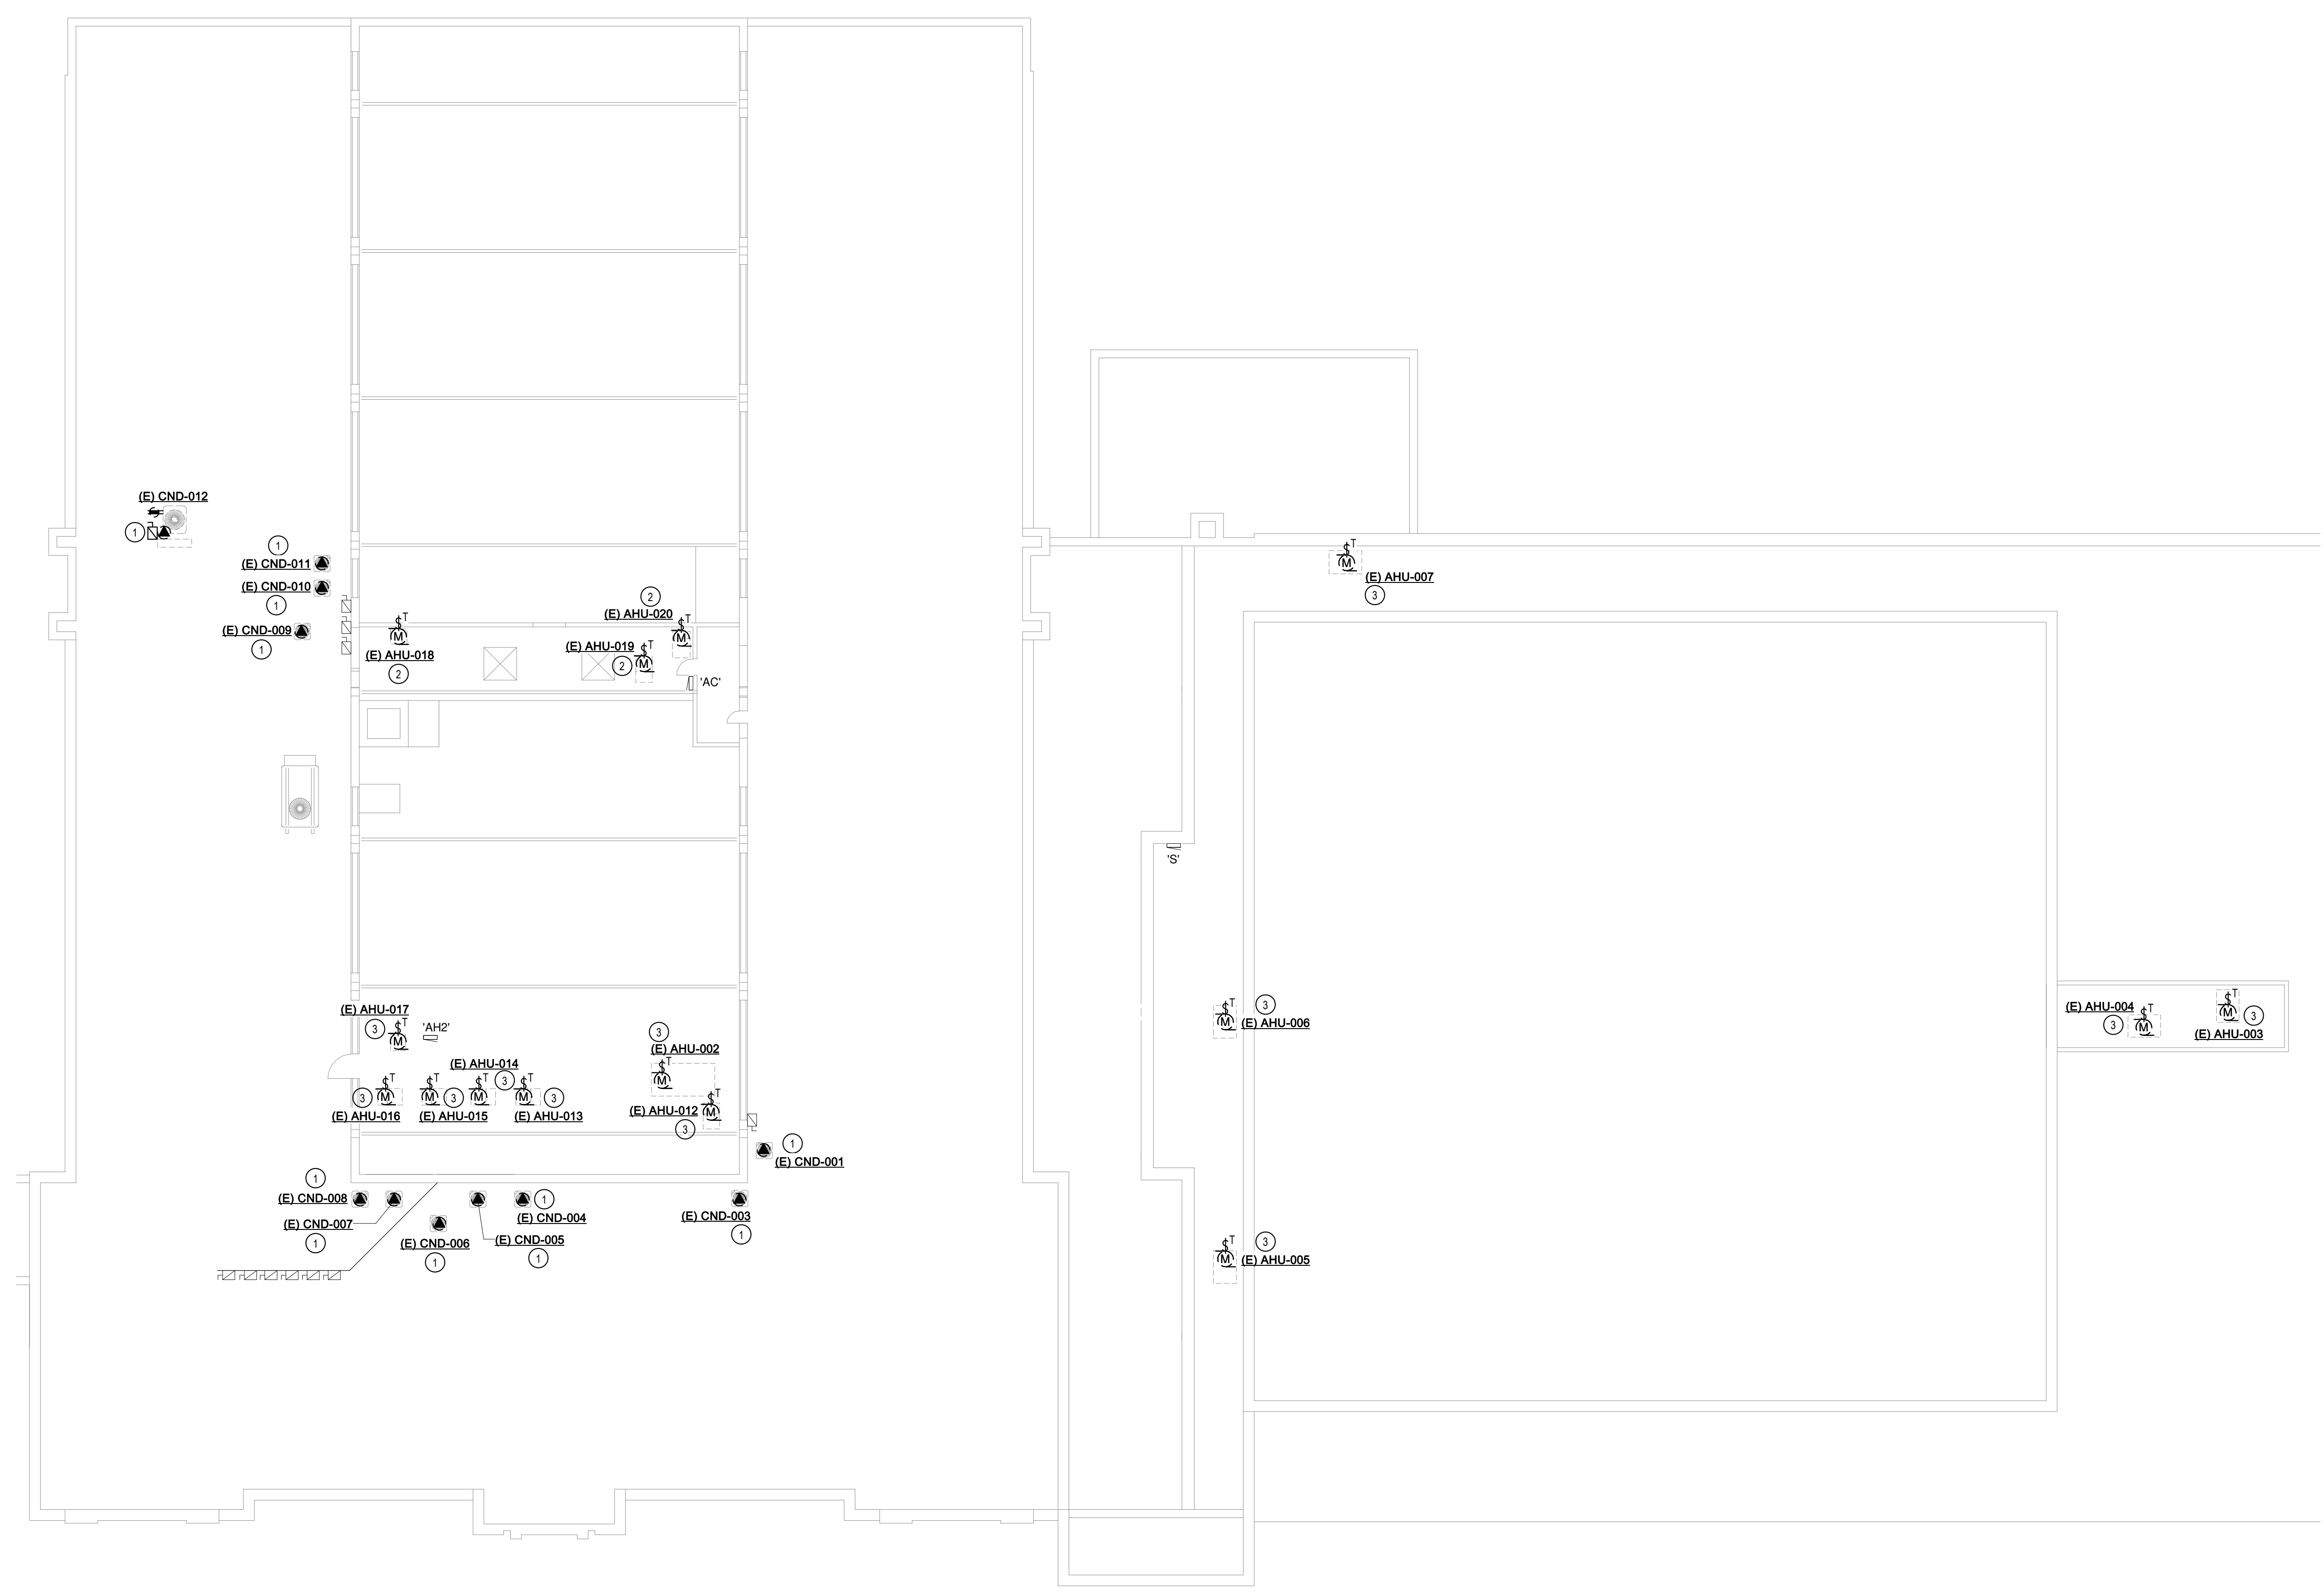 (E) CND-012
1
1
(E) CND-011
(E) CND-010
1
(E) CND-009
1
T
$
M
(E) AHU-018
2
2
(E) AHU-020
T
$
M
(E) AHU-019
2
T
$
M
'AC'
T
$
M
(E) AHU-007
3
'S'
(E) AHU-017
3
T
$
M
'AH2'
3
(E) AHU-002
T
$
M
(E) AHU-014
3
T
$
M
3
(E) AHU-016
T
$
M
3
(E) AHU-015
T
$
M
T
$
M
3
(E) AHU-013
(E) AHU-012
3
T
$
M
1
(E) CND-001
1
(E) CND-008
(E) CND-007
1
(E) CND-006
1
1
(E) CND-004
(E) CND-005
1
(E) CND-003
1
T
$
M
3
(E) AHU-006
T
$
M
3
(E) AHU-005
(E) AHU-004
3
T
$
M
T
$
M
3
(E) AHU-003